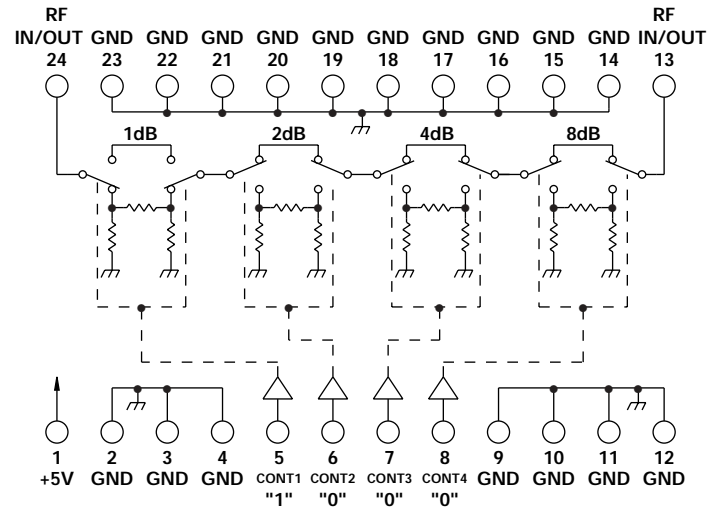 RF RF
IN/OUT GND GND GND GND GND GND GND GND GND GND IN/OUT
24 23 22 21 20 19 18 17 16 15 14 13
1dB 2dB 4dB 8dB
1 2 3 4 5 6 7 8 9 10 11 12
+5V GND GND GND CONT1 CONT2 CONT3 CONT4 GND GND GND GND
"1" "0" "0" "0"